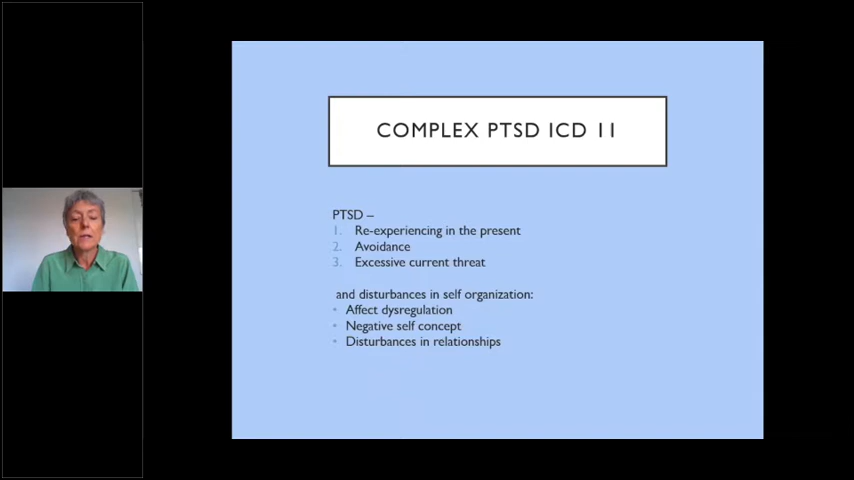 COMPLEX PTSD ICD 11
PTSD –
1. Re-experiencing in the present
2. Avoidance
3. Excessive current threat
and disturbances in self organization:
• Affect dysregulation
• Negative self concept
• Disturbances in relationships